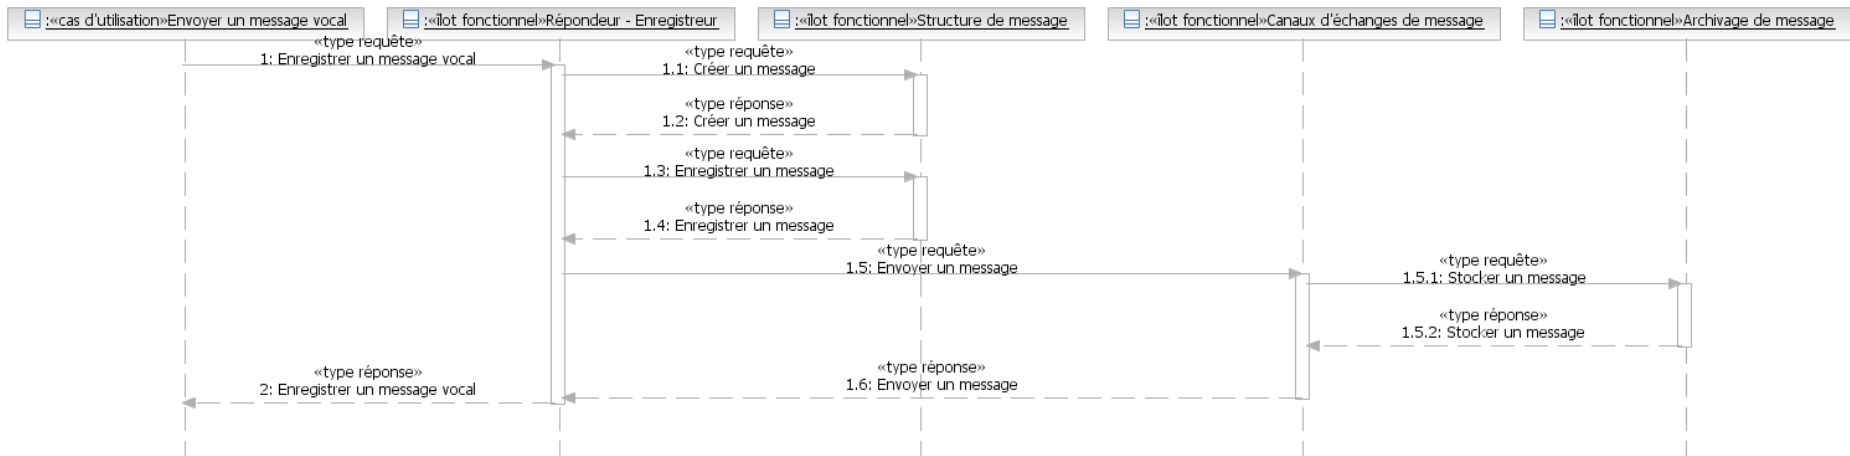 :«cas d'utilisation»Envoyer un message vocal
:«îlot fonctionnel»Répondeur - Enregistreur
:«îlot fonctionnel»Structure de message
:«îlot fonctionnel»Canaux d'échanges de message
:«îlot fonctionnel»Archivage de message
«type requête»
1: Enregistrer un message vocal
«type requête»
1.1: Créer un message
«type réponse»
1.2: Créer un message
«type requête»
1.3: Enregistrer un message
«type réponse»
1.4: Enregistrer un message
«type requête»
1.5: Envoyer un message
«type requête»
1.5.1: Stocker un message
«type réponse»
1.5.2: Stocker un message
«type réponse»
1.6: Envoyer un message
«type réponse»
2: Enregistrer un message vocal